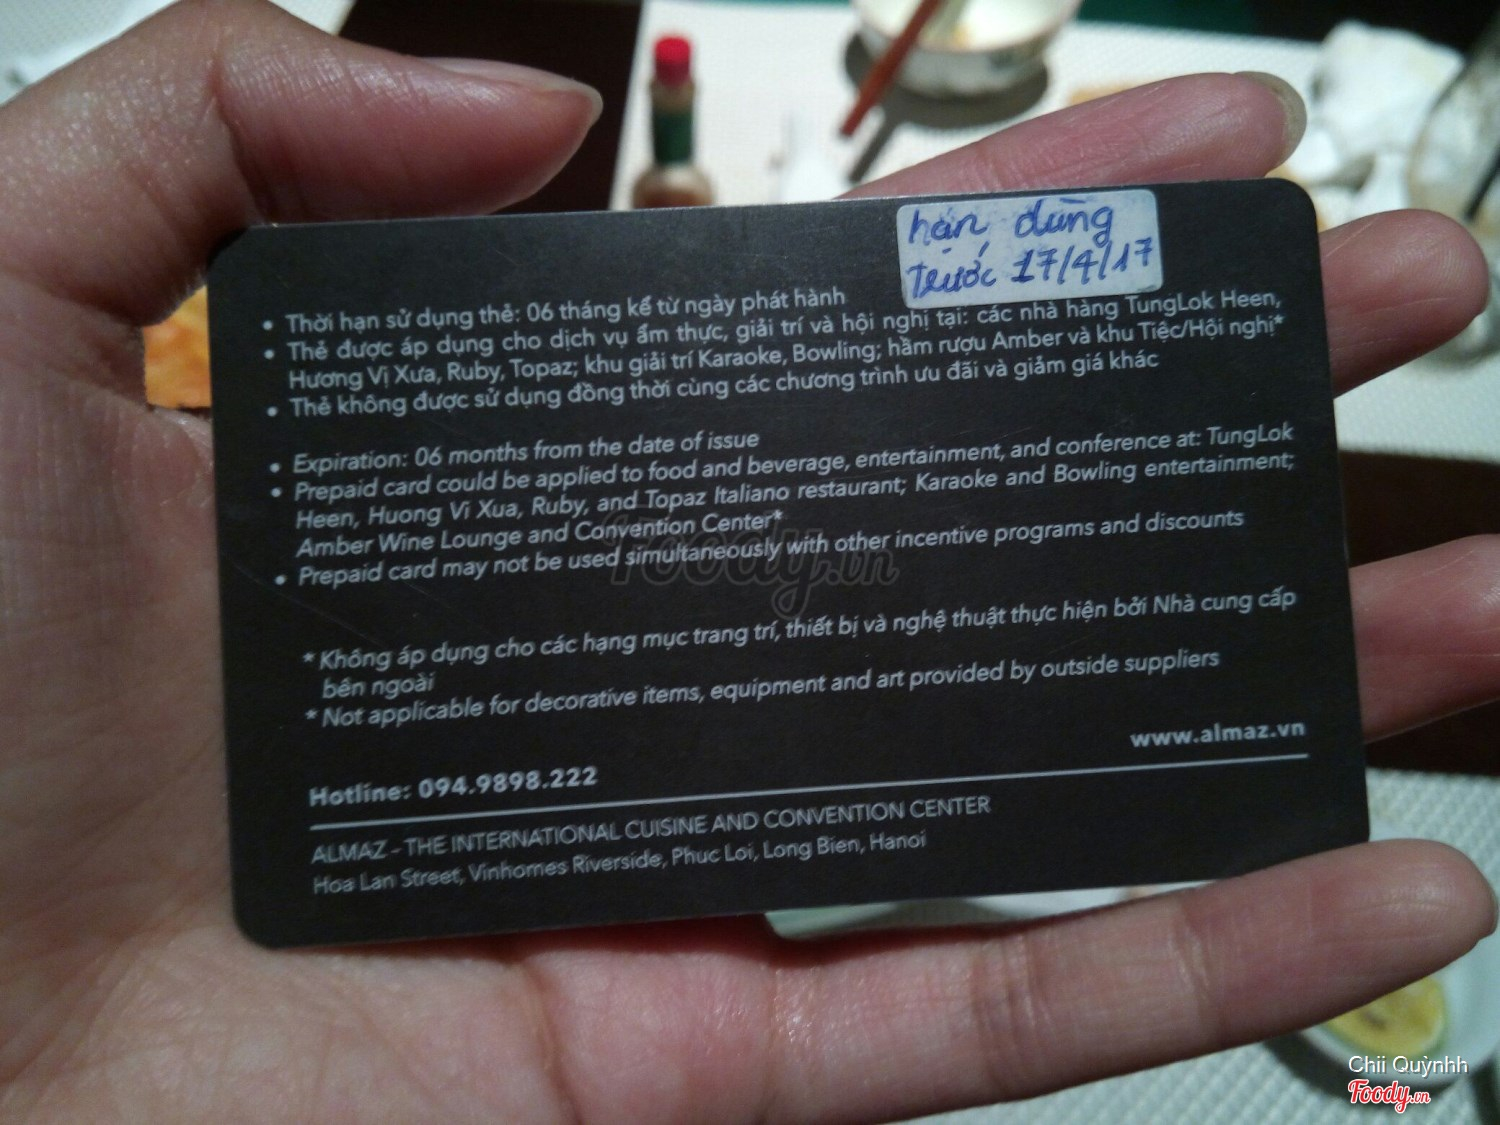 hạn dùng
trước 17/4/17
• Thời hạn sử dụng thẻ: 06 tháng kể từ ngày phát hành
• Thẻ được áp dụng cho dịch vụ ẩm thực, giải trí và hội nghị tại: các nhà hàng TungLok Heen,
Hương Vị Xưa, Ruby, Topaz; khu giải trí Karaoke, Bowling; hầm rượu Amber và khu Tiệc/Hội nghị*
• Thẻ không được sử dụng đồng thời cùng các chương trình ưu đãi và giảm giá khác
• Expiration: 06 months from the date of issue
• Prepaid card could be applied to food and beverage, entertainment, and conference at: TungLok
Heen, Huong Vi Xua, Ruby, and Topaz Italiano restaurant; Karaoke and Bowling entertainment;
Amber Wine Lounge and Convention Center*
• Prepaid card may not be used simultaneously with other incentive programs and discounts
Foody.vn
* Không áp dụng cho các hạng mục trang trí, thiết bị và nghệ thuật thực hiện bởi Nhà cung cấp
bên ngoài
* Not applicable for decorative items, equipment and art provided by outside suppliers
www.almaz.vn
Hotline: 094.9898.222
ALMAZ - THE INTERNATIONAL CUISINE AND CONVENTION CENTER
Hoa Lan Street, Vinhomes Riverside, Phuc Loi, Long Bien, Hanoi
Chii Quỳnhh
Foody.vn